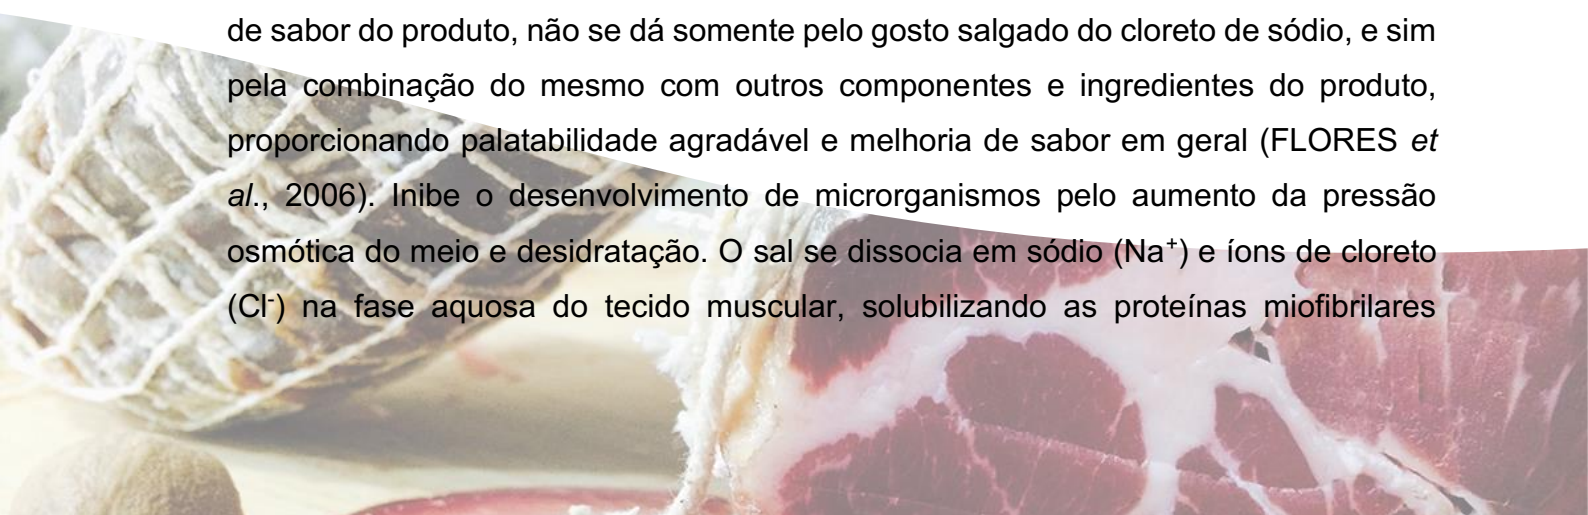 de sabor do produto, não se dá somente pelo gosto salgado do cloreto de sódio, e sim
pela combinação do mesmo com outros componentes e ingredientes do produto,
proporcionando palatabilidade agradável e melhoria de sabor em geral (FLORES et
al., 2006). Inibe o desenvolvimento de microrganismos pelo aumento da pressão
osmótica do meio e desidratação. O sal se dissocia em sódio (Na⁺) e íons de cloreto
(Cl⁻) na fase aquosa do tecido muscular, solubilizando as proteínas miofibrilares